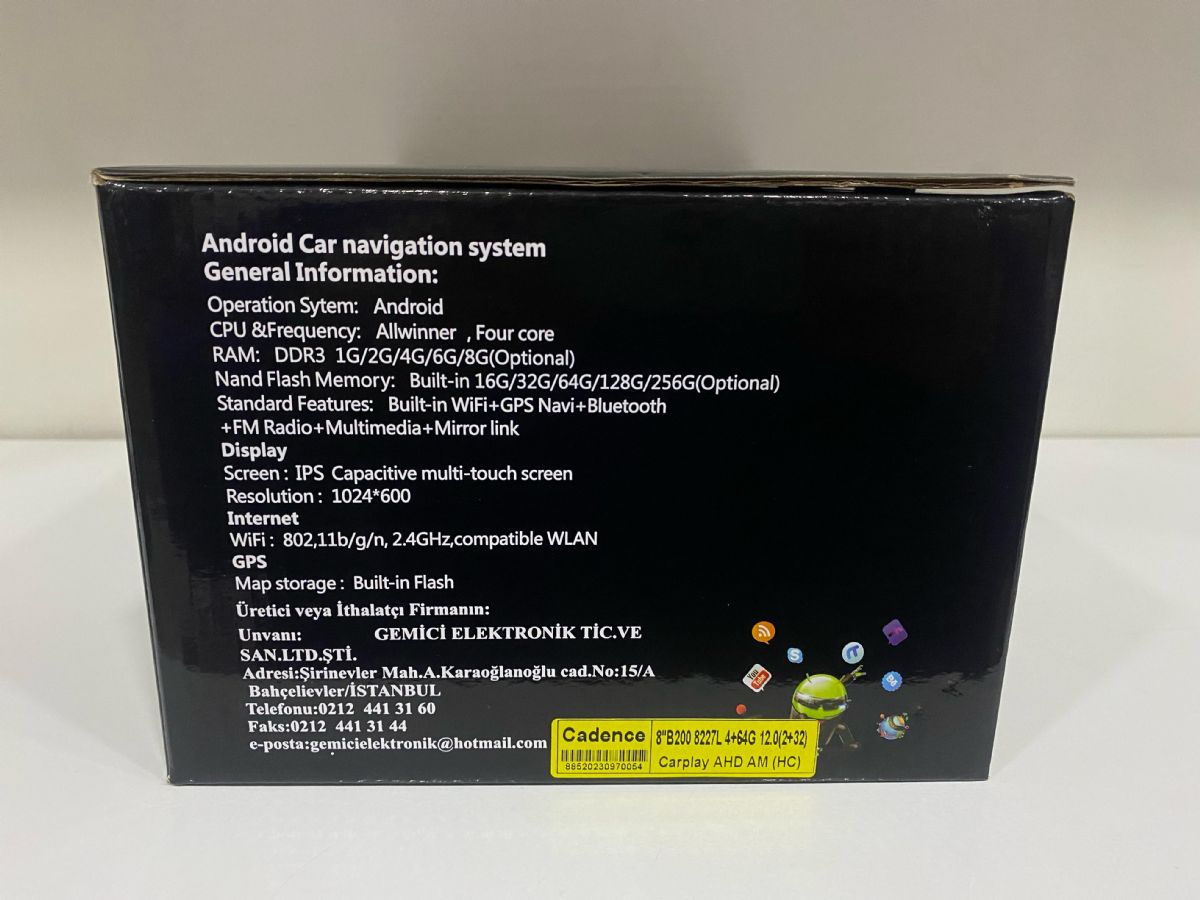 Android Car navigation system
General Information:
Operation Sytem: Android
CPU &Frequency: Allwinner , Four core
RAM: DDR3 1G/2G/4G/6G/8G(Optional)
Nand Flash Memory: Built-in 16G/32G/64G/128G/256G(Optional)
Standard Features: Built-in WiFi+GPS Navi+Bluetooth
+FM Radio+Multimedia+Mirror link
Display
Screen : IPS Capacitive multi-touch screen
Resolution : 1024*600
Internet
WiFi : 802,11b/g/n, 2.4GHz,compatible WLAN
GPS
Map storage : Built-in Flash
Üretici veya İthalatçı Firmanın:
Unvanı: GEMİCİ ELEKTRONİK TİC.VE
SAN.LTD.ŞTİ.
Adresi:Şirinevler Mah.A.Karaoğlanoğlu cad.No:15/A
Bahçelievler/İSTANBUL
Telefonu:0212 441 31 60
Faks:0212 441 31 44
e-posta:gemicielektronik@hotmail.com
You
Tube
Bē
Cadence
88520230970054
8"B200 8227L 4+64G 12.0(2+32)
Carplay AHD AM (HC)